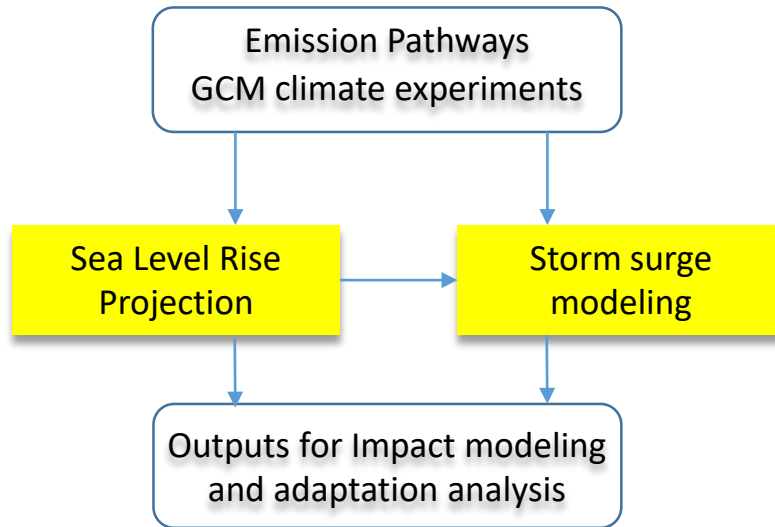 Emission Pathways
GCM climate experiments
Sea Level Rise
Projection
Storm surge
modeling
Outputs for Impact modeling
and adaptation analysis